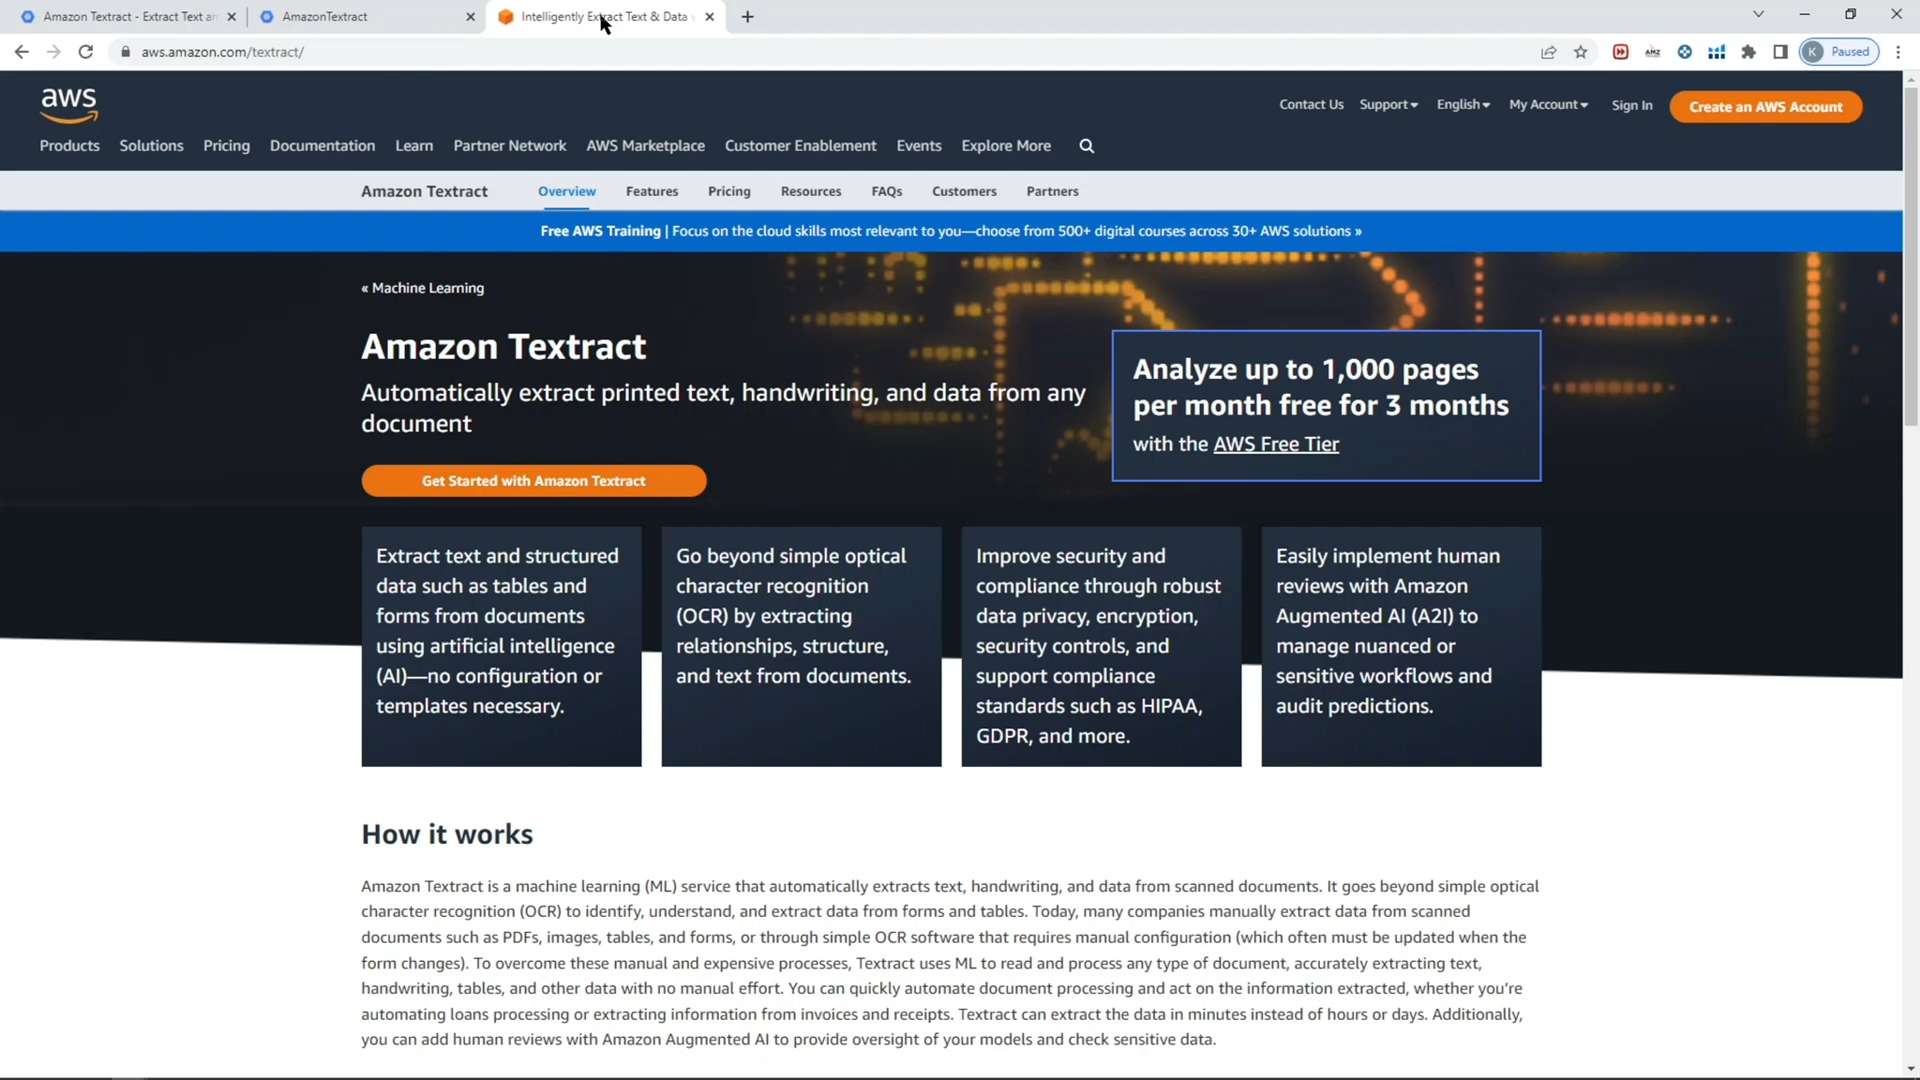 Amazon Textract - Extract Text an
AmazonTextract
Intelligently Extract Text & Data
aws.amazon.com/textract/
K Paused
aws
Contact Us Support English My Account Sign In Create an AWS Account
Products Solutions Pricing Documentation Learn Partner Network AWS Marketplace Customer Enablement Events Explore More
Amazon Textract Overview Features Pricing Resources FAQs Customers Partners
Free AWS Training | Focus on the cloud skills most relevant to you—choose from 500+ digital courses across 30+ AWS solutions »
« Machine Learning
Amazon Textract
Automatically extract printed text, handwriting, and data from any
document
Get Started with Amazon Textract
Analyze up to 1,000 pages
per month free for 3 months
with the AWS Free Tier
Extract text and structured
data such as tables and
forms from documents
using artificial intelligence
(AI)—no configuration or
templates necessary.
Go beyond simple optical
character recognition
(OCR) by extracting
relationships, structure,
and text from documents.
Improve security and
compliance through robust
data privacy, encryption,
security controls, and
support compliance
standards such as HIPAA,
GDPR, and more.
Easily implement human
reviews with Amazon
Augmented AI (A2I) to
manage nuanced or
sensitive workflows and
audit predictions.
How it works
Amazon Textract is a machine learning (ML) service that automatically extracts text, handwriting, and data from scanned documents. It goes beyond simple optical
character recognition (OCR) to identify, understand, and extract data from forms and tables. Today, many companies manually extract data from scanned
documents such as PDFs, images, tables, and forms, or through simple OCR software that requires manual configuration (which often must be updated when the
form changes). To overcome these manual and expensive processes, Textract uses ML to read and process any type of document, accurately extracting text,
handwriting, tables, and other data with no manual effort. You can quickly automate document processing and act on the information extracted, whether you're
automating loans processing or extracting information from invoices and receipts. Textract can extract the data in minutes instead of hours or days. Additionally,
you can add human reviews with Amazon Augmented AI to provide oversight of your models and check sensitive data.